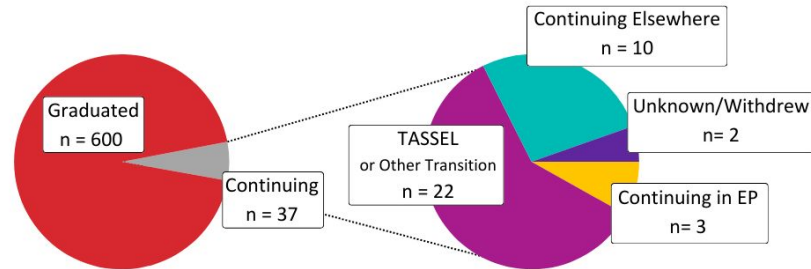 Graduated
n = 600
Continuing
n = 37
Continuing Elsewhere
n = 10
Unknown/Withdrew
n= 2
TASSEL
or Other Transition
n = 22
Continuing in EP
n= 3